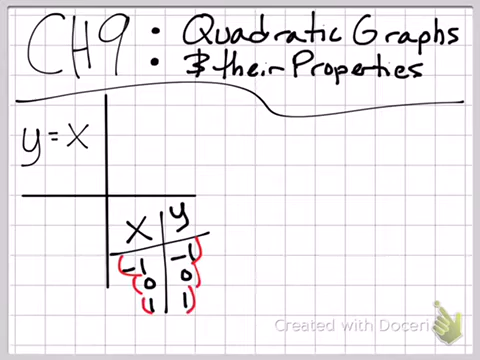 CH9 : Quadratic Graphs
& their Properties
y = x
x y
-1 -1
0 0
1 1
Created with Doceri